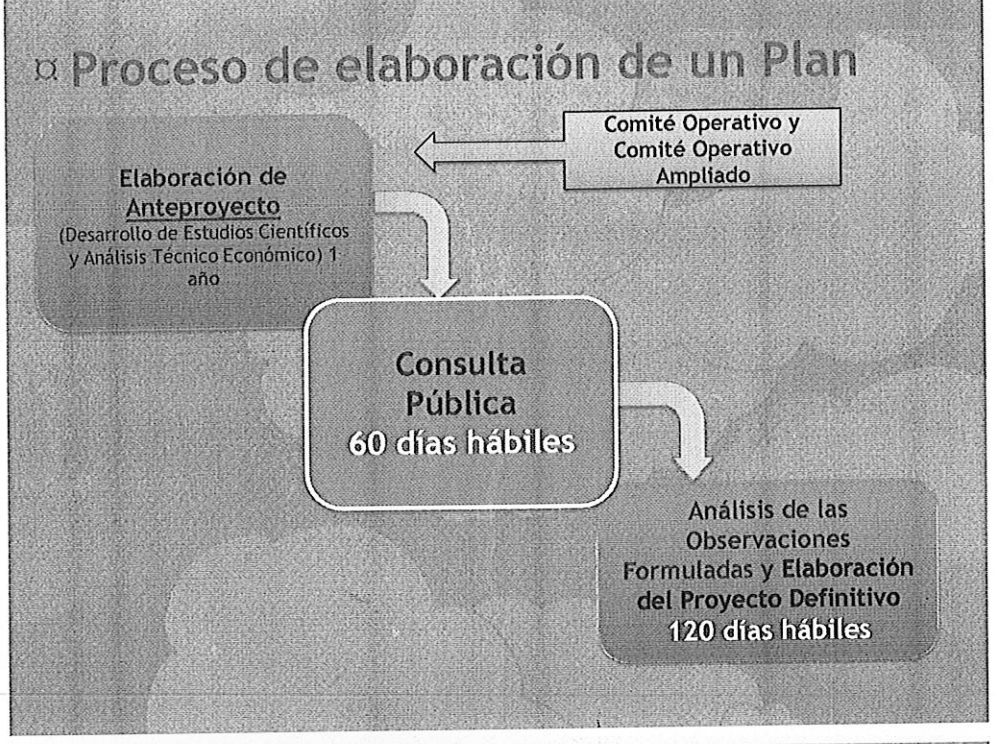 ¤ Proceso de elaboración de un Plan
Comité Operativo y
Comité Operativo
Ampliado
Elaboración de
Anteproyecto
(Desarrollo de Estudios Científicos
y Análisis Técnico Económico) 1
año
Consulta
Pública
60 días hábiles
Análisis de las
Observaciones
Formuladas y Elaboración
del Proyecto Definitivo
120 días hábiles